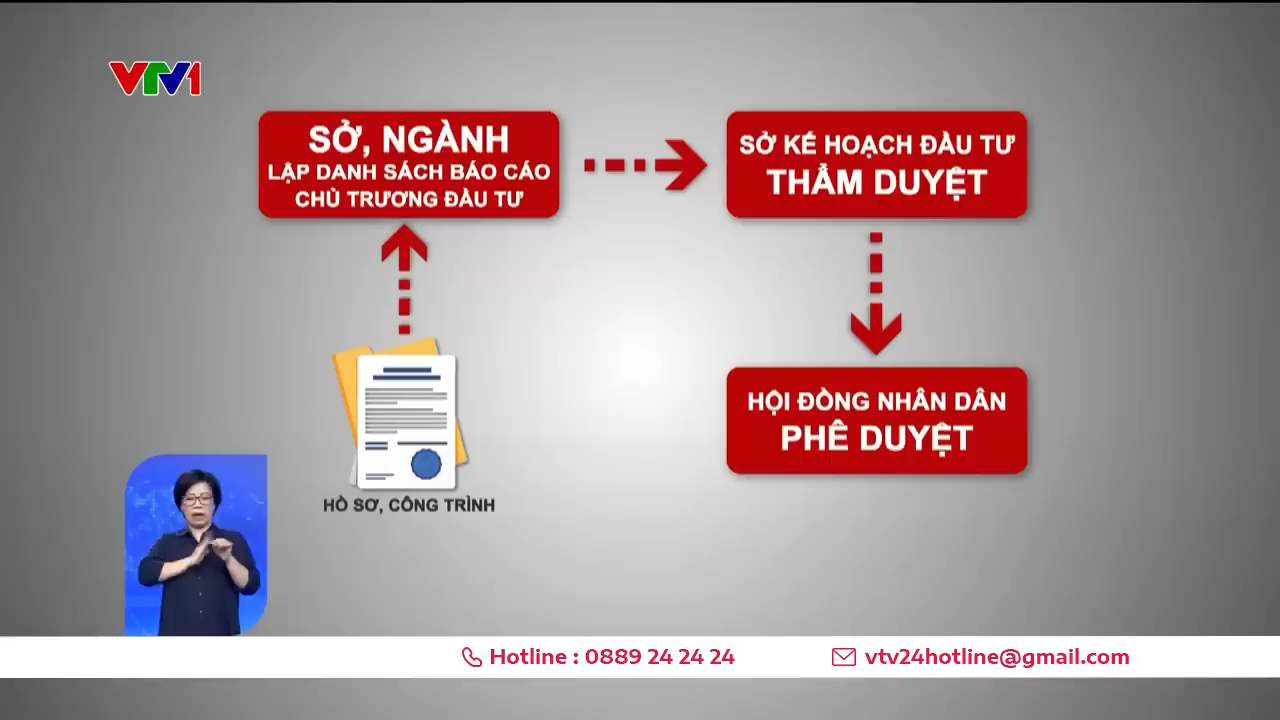 VTV1
SỞ, NGÀNH
LẬP DANH SÁCH BÁO CÁO
CHỦ TRƯƠNG ĐẦU TƯ
SỞ KẾ HOẠCH ĐẦU TƯ
THẨM DUYỆT
HỘI ĐỒNG NHÂN DÂN
PHÊ DUYỆT
HỒ SƠ, CÔNG TRÌNH
Hotline : 0889 24 24 24
vtv24hotline@gmail.com